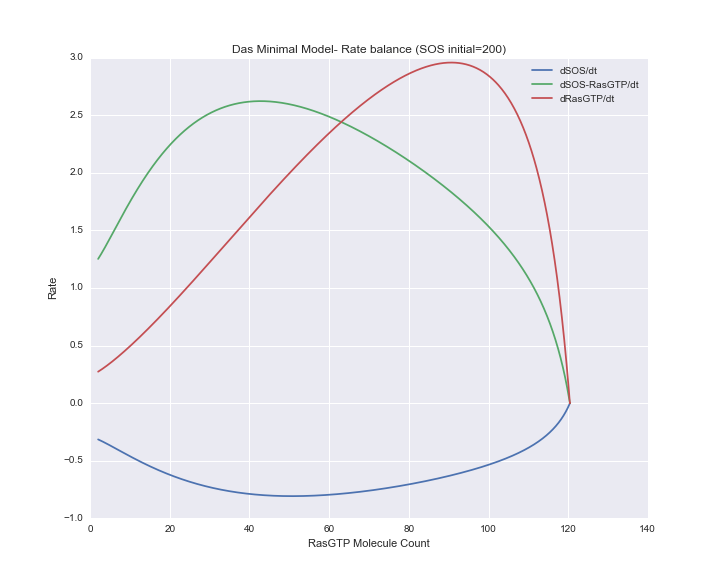 Das Minimal Model- Rate balance (SOS initial=200)
3.0
2.5
2.0
1.5
1.0
0.5
0.0
−0.5
−1.0
Rate
dSOS/dt
dSOS-RasGTP/dt
dRasGTP/dt
0 20 40 60 80 100 120 140
RasGTP Molecule Count